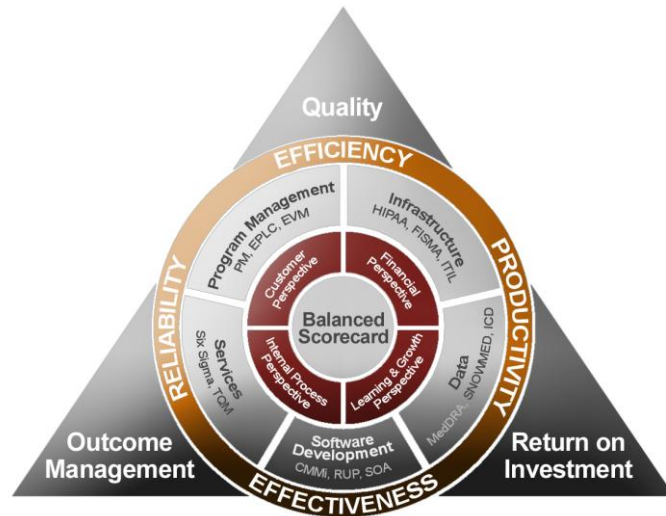 Quality
EFFICIENCY
Program Management
PM, EPLC, EVM
Infrastructure
HIPAA, FISMA, ITIL
Customer
Perspective
Financial
Perspective
RELIABILITY
PRODUCTIVITY
Balanced
Scorecard
Services
Six Sigma, TQM
Internal Process
Perspective
Learning & Growth
Perspective
Data
MedDRA, SNOWMED, ICD
Software
Development
CMMi, RUP, SOA
Outcome
Management
Return on
Investment
EFFECTIVENESS